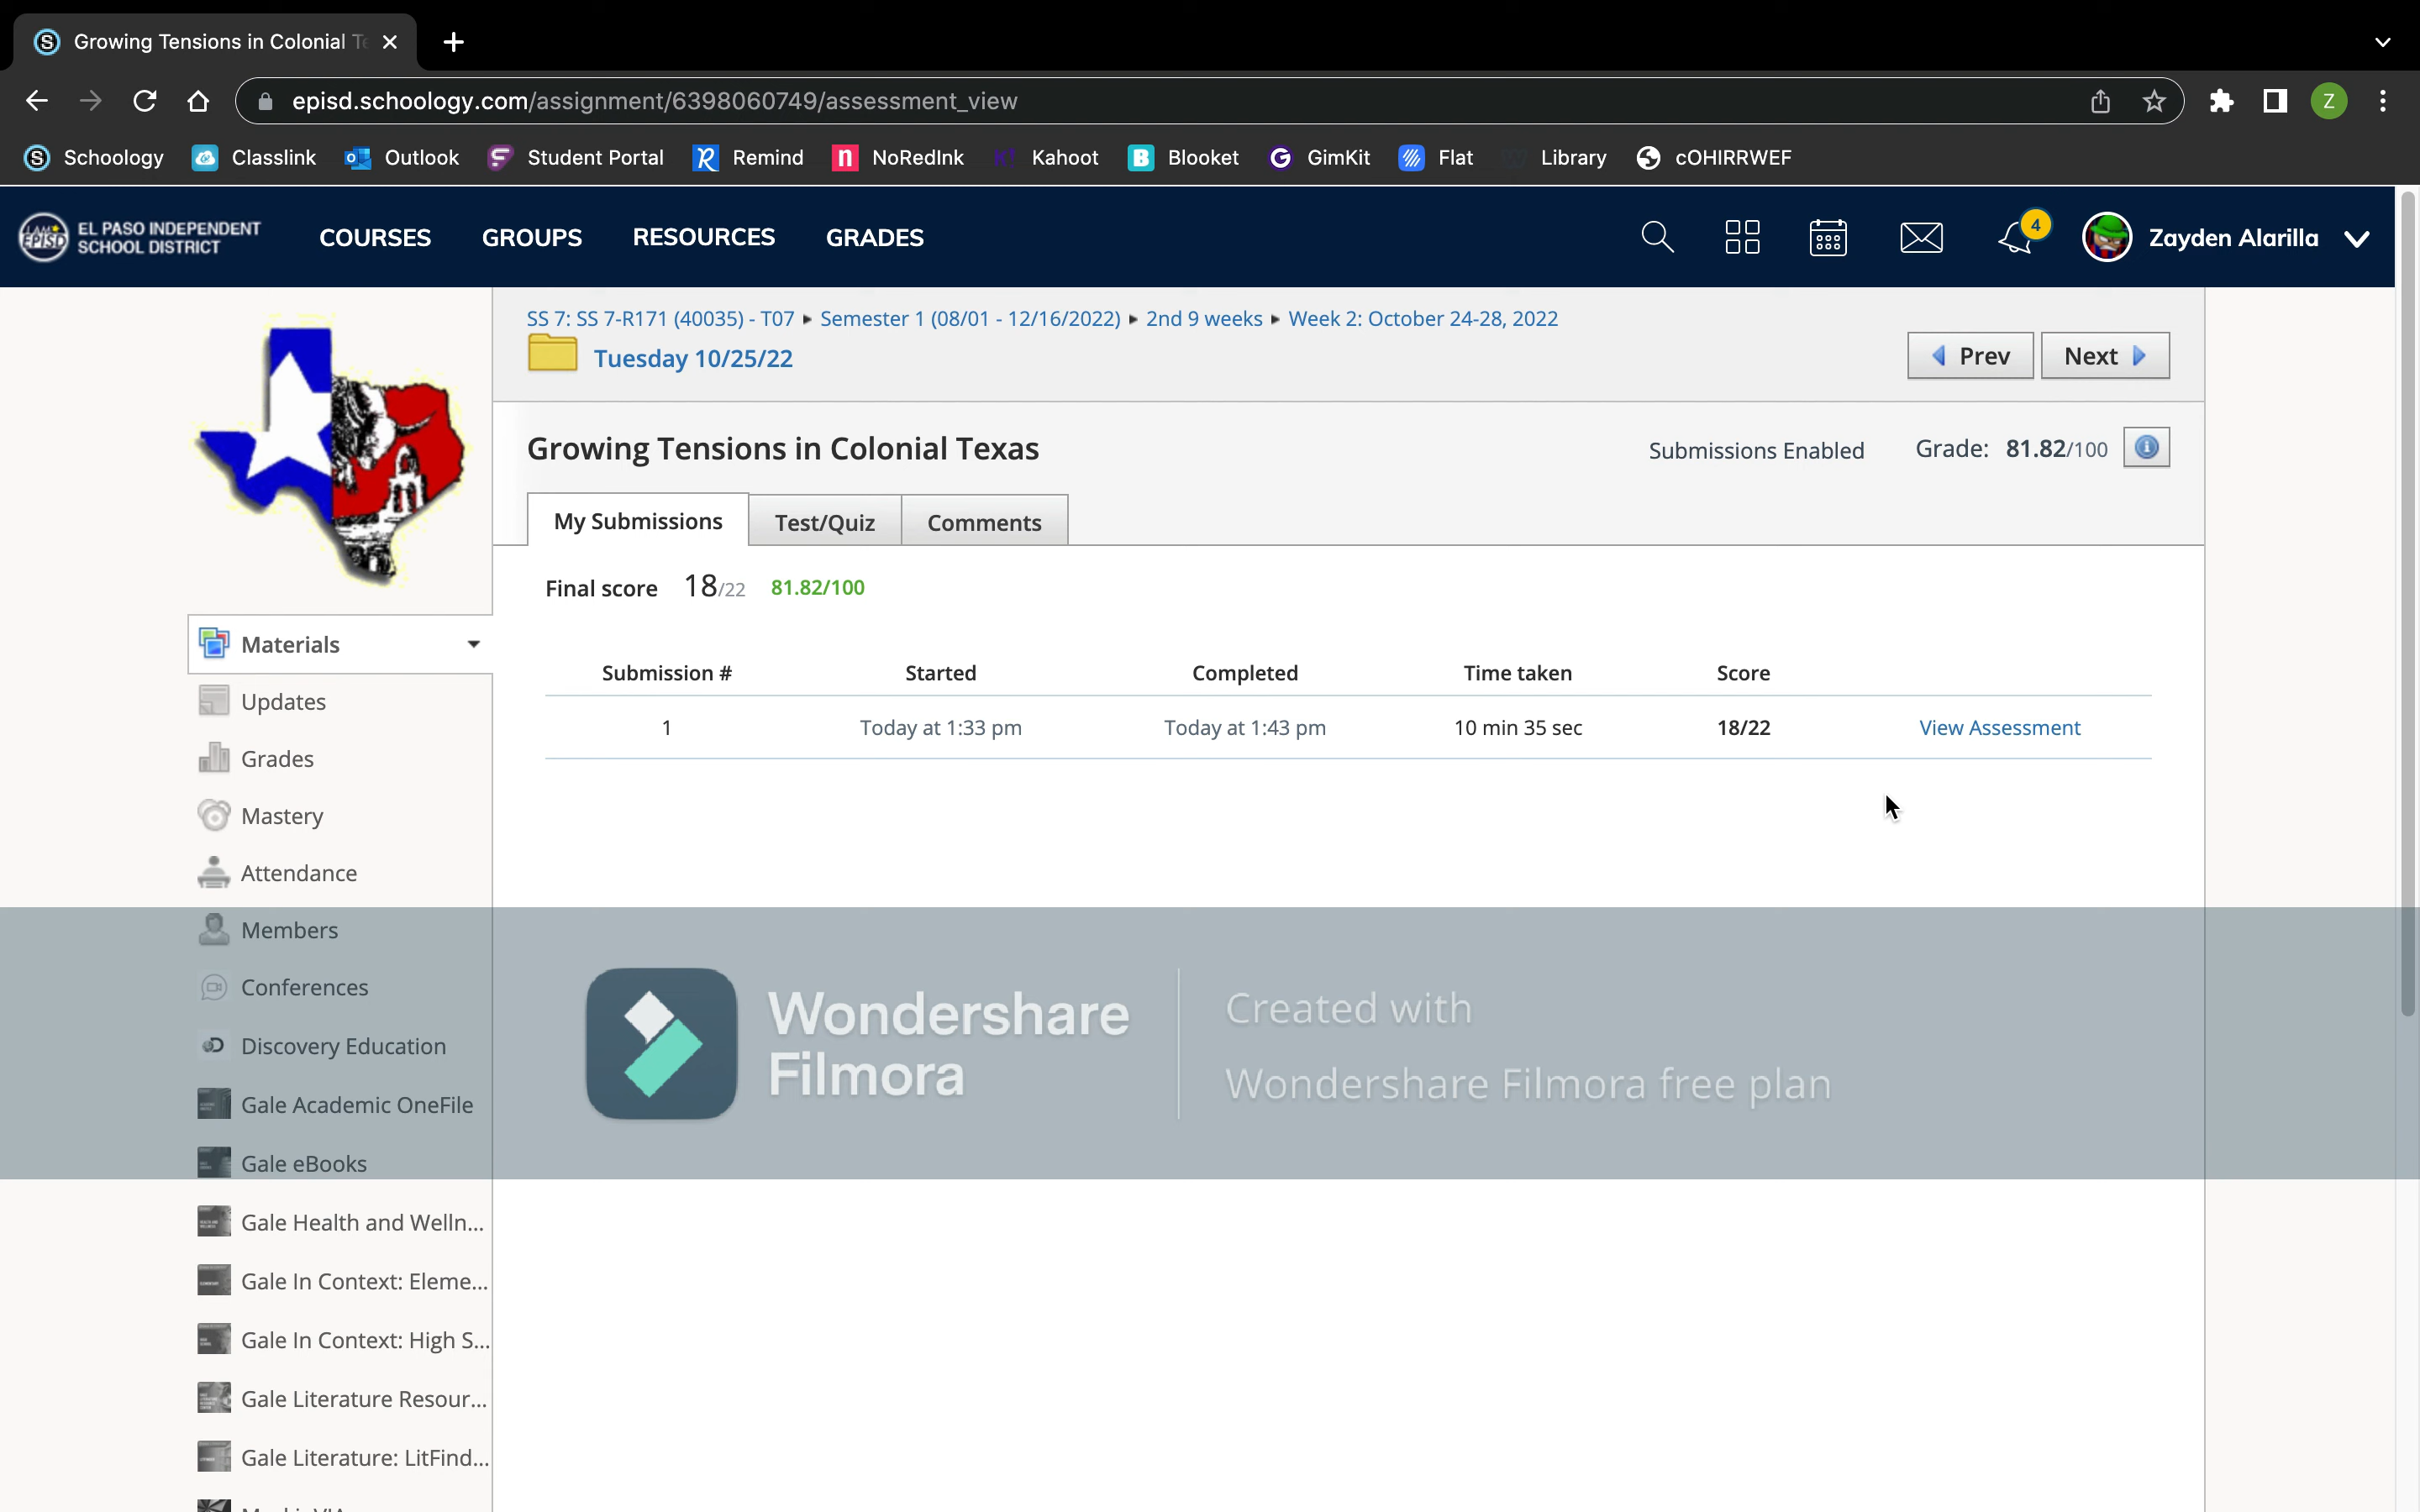 Growing Tensions in Colonial Te
episd.schoology.com/assignment/6398060749/assessment_view
Schoology Classlink Outlook Student Portal Remind NoRedInk Kahoot Blooket GimKit Flat Library cOHIRRWEF
EL PASO INDEPENDENT
SCHOOL DISTRICT
COURSES GROUPS RESOURCES GRADES 4 Zayden Alarilla
SS 7: SS 7-R171 (40035) - T07 ▸ Semester 1 (08/01 - 12/16/2022) ▸ 2nd 9 weeks ▸ Week 2: October 24-28, 2022
Tuesday 10/25/22
Prev Next
Growing Tensions in Colonial Texas
Submissions Enabled Grade: 81.82/100
My Submissions Test/Quiz Comments
Final score 18/22 81.82/100
Submission # Started Completed Time taken Score
1 Today at 1:33 pm Today at 1:43 pm 10 min 35 sec 18/22 View Assessment
Materials
Updates
Grades
Mastery
Attendance
Members
Conferences
Discovery Education
Gale Academic OneFile
Gale eBooks
Gale Health and Welln...
Gale In Context: Eleme...
Gale In Context: High S...
Gale Literature Resour...
Gale Literature: LitFind...
Wondershare
Filmora
Created with
Wondershare Filmora free plan